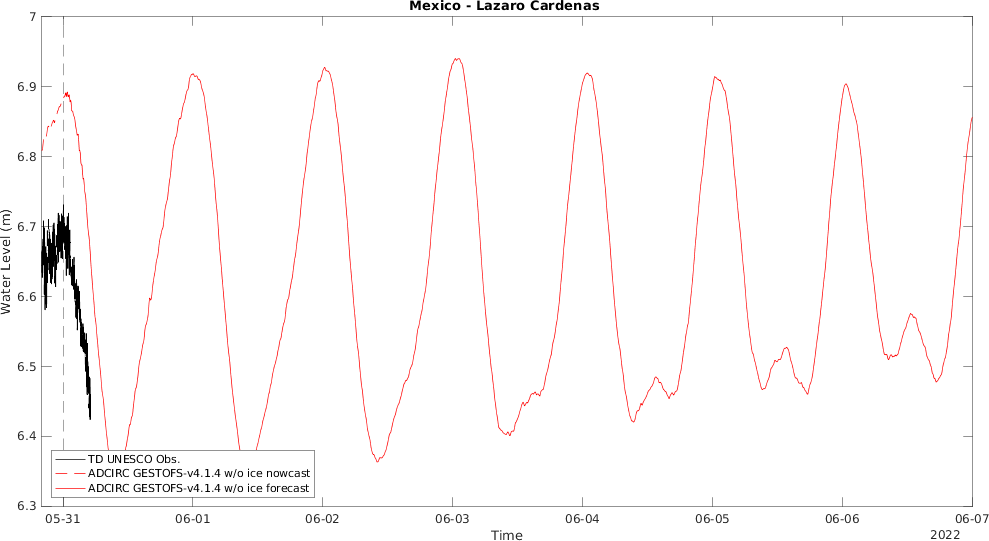 Mexico - Lazaro Cardenas
7
6.9
6.8
6.7
6.6
6.5
6.4
6.3
Water Level (m)
TD UNESCO Obs.
ADCIRC GESTOFS-v4.1.4 w/o ice nowcast
ADCIRC GESTOFS-v4.1.4 w/o ice forecast
05-31 06-01 06-02 06-03 06-04 06-05 06-06 06-07
Time
2022